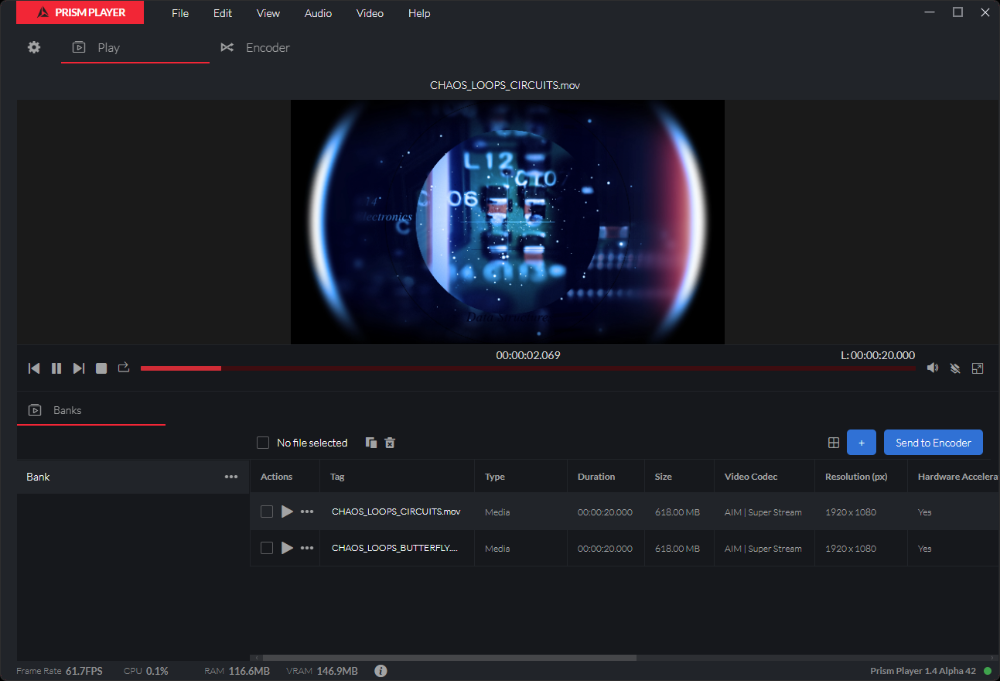 PRISM PLAYER File Edit View Audio Video Help
Play Encoder
CHAOS_LOOPS_CIRCUITS.mov
L12
C10
C 06
14
Electronics
C
00:00:02.069 L: 00:00:20.000
Banks
No file selected + Send to Encoder
Bank ••• Actions Tag Type Duration Size Video Codec Resolution (px) Hardware Accelera
••• CHAOS_LOOPS_CIRCUITS.mov Media 00:00:20.000 618.00 MB AIM | Super Stream 1920 x 1080 Yes
••• CHAOS_LOOPS_BUTTERFLY.... Media 00:00:20.000 618.00 MB AIM | Super Stream 1920 x 1080 Yes
Frame Rate 61.7FPS CPU 0.1% RAM 116.6MB VRAM 146.9MB i Prism Player 1.4 Alpha 42